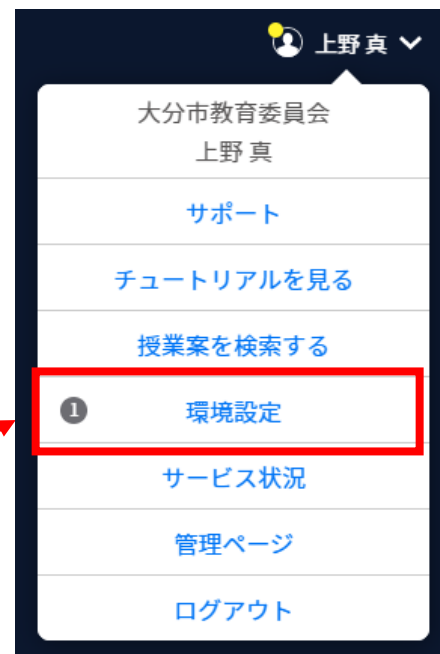 上野 真
大分市教育委員会
上野 真
サポート
チュートリアルを見る
授業案を検索する
1 環境設定
サービス状況
管理ページ
ログアウト